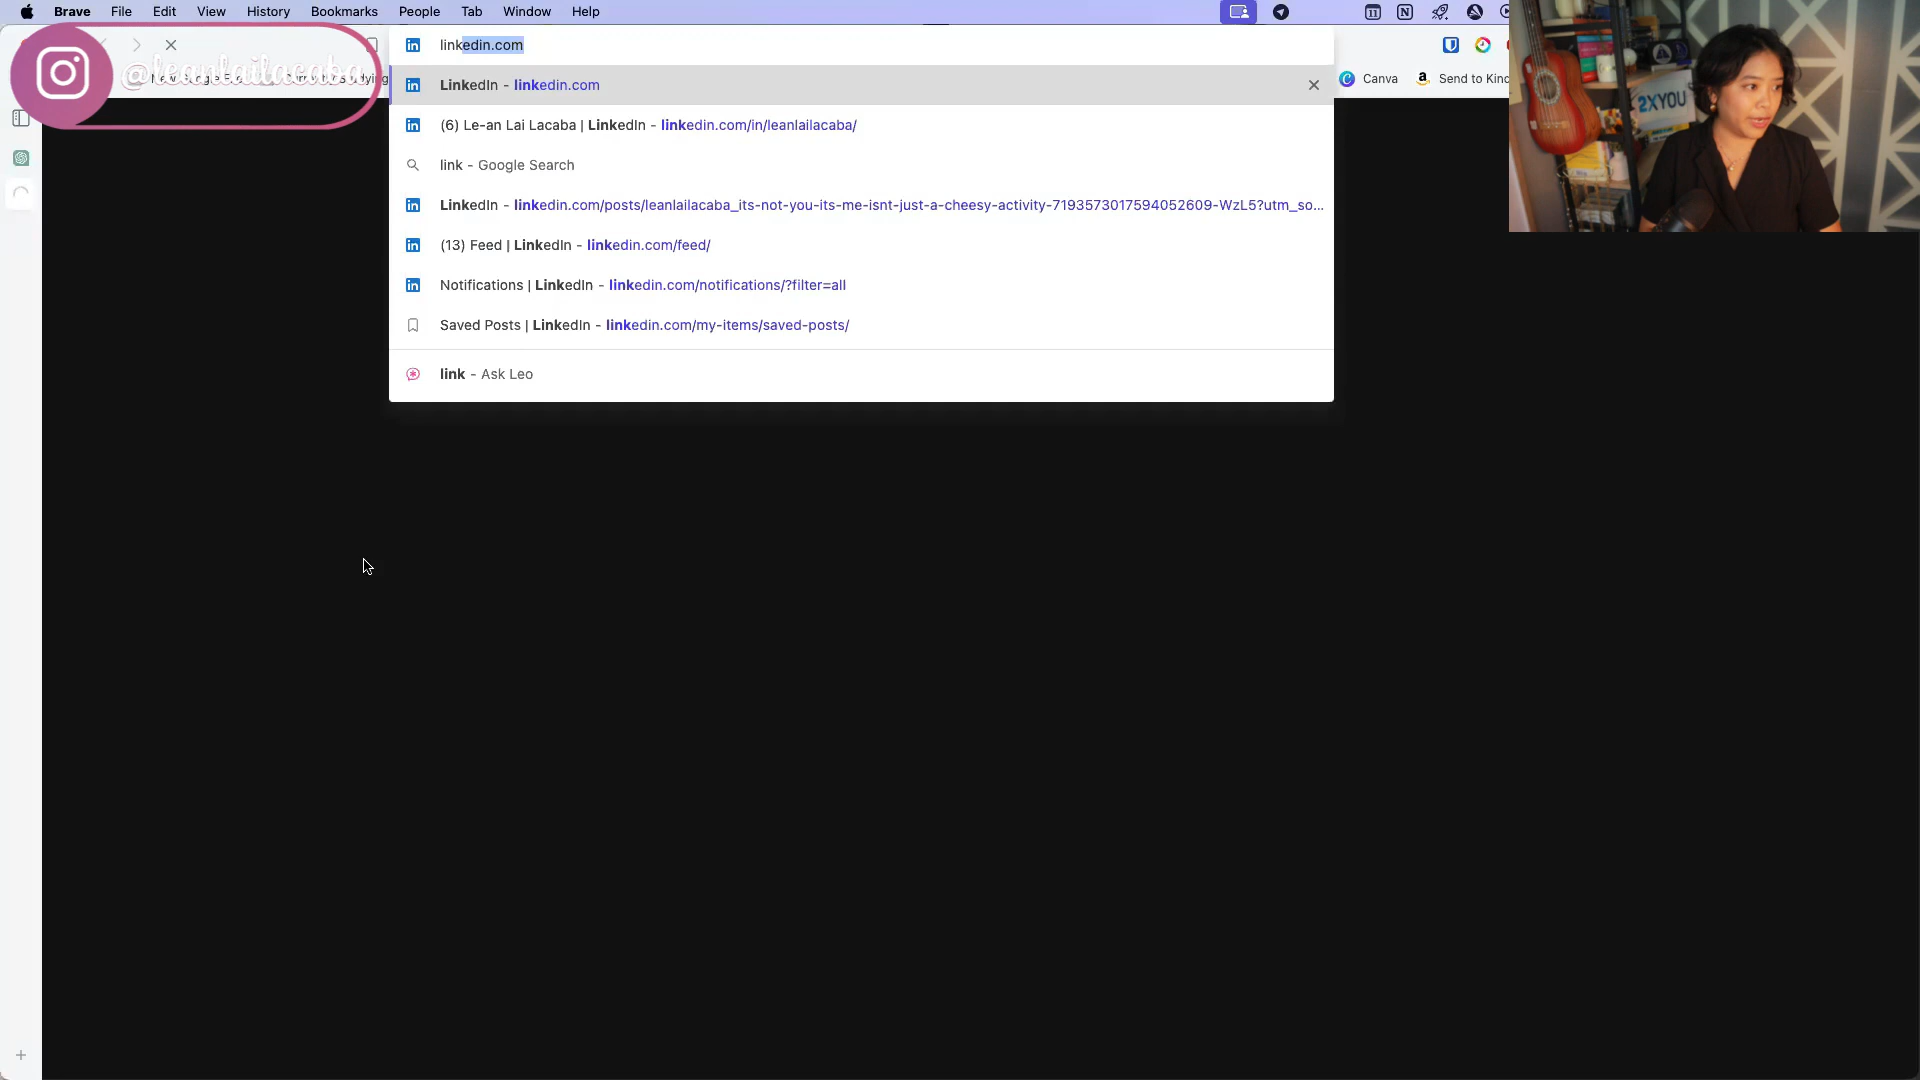 Brave File Edit View History Bookmarks People Tab Window Help
11
N
@leanlailacaba
linkedin.com
LinkedIn - linkedin.com
(6) Le-an Lai Lacaba | LinkedIn - linkedin.com/in/leanlailacaba/
link - Google Search
LinkedIn - linkedin.com/posts/leanlailacaba_its-not-you-its-me-isnt-just-a-cheesy-activity-7193573017594052609-WzL5?utm_so...
(13) Feed | LinkedIn - linkedin.com/feed/
Notifications | LinkedIn - linkedin.com/notifications/?filter=all
Saved Posts | LinkedIn - linkedin.com/my-items/saved-posts/
link - Ask Leo
Canva
Send to Kind
2XYOU